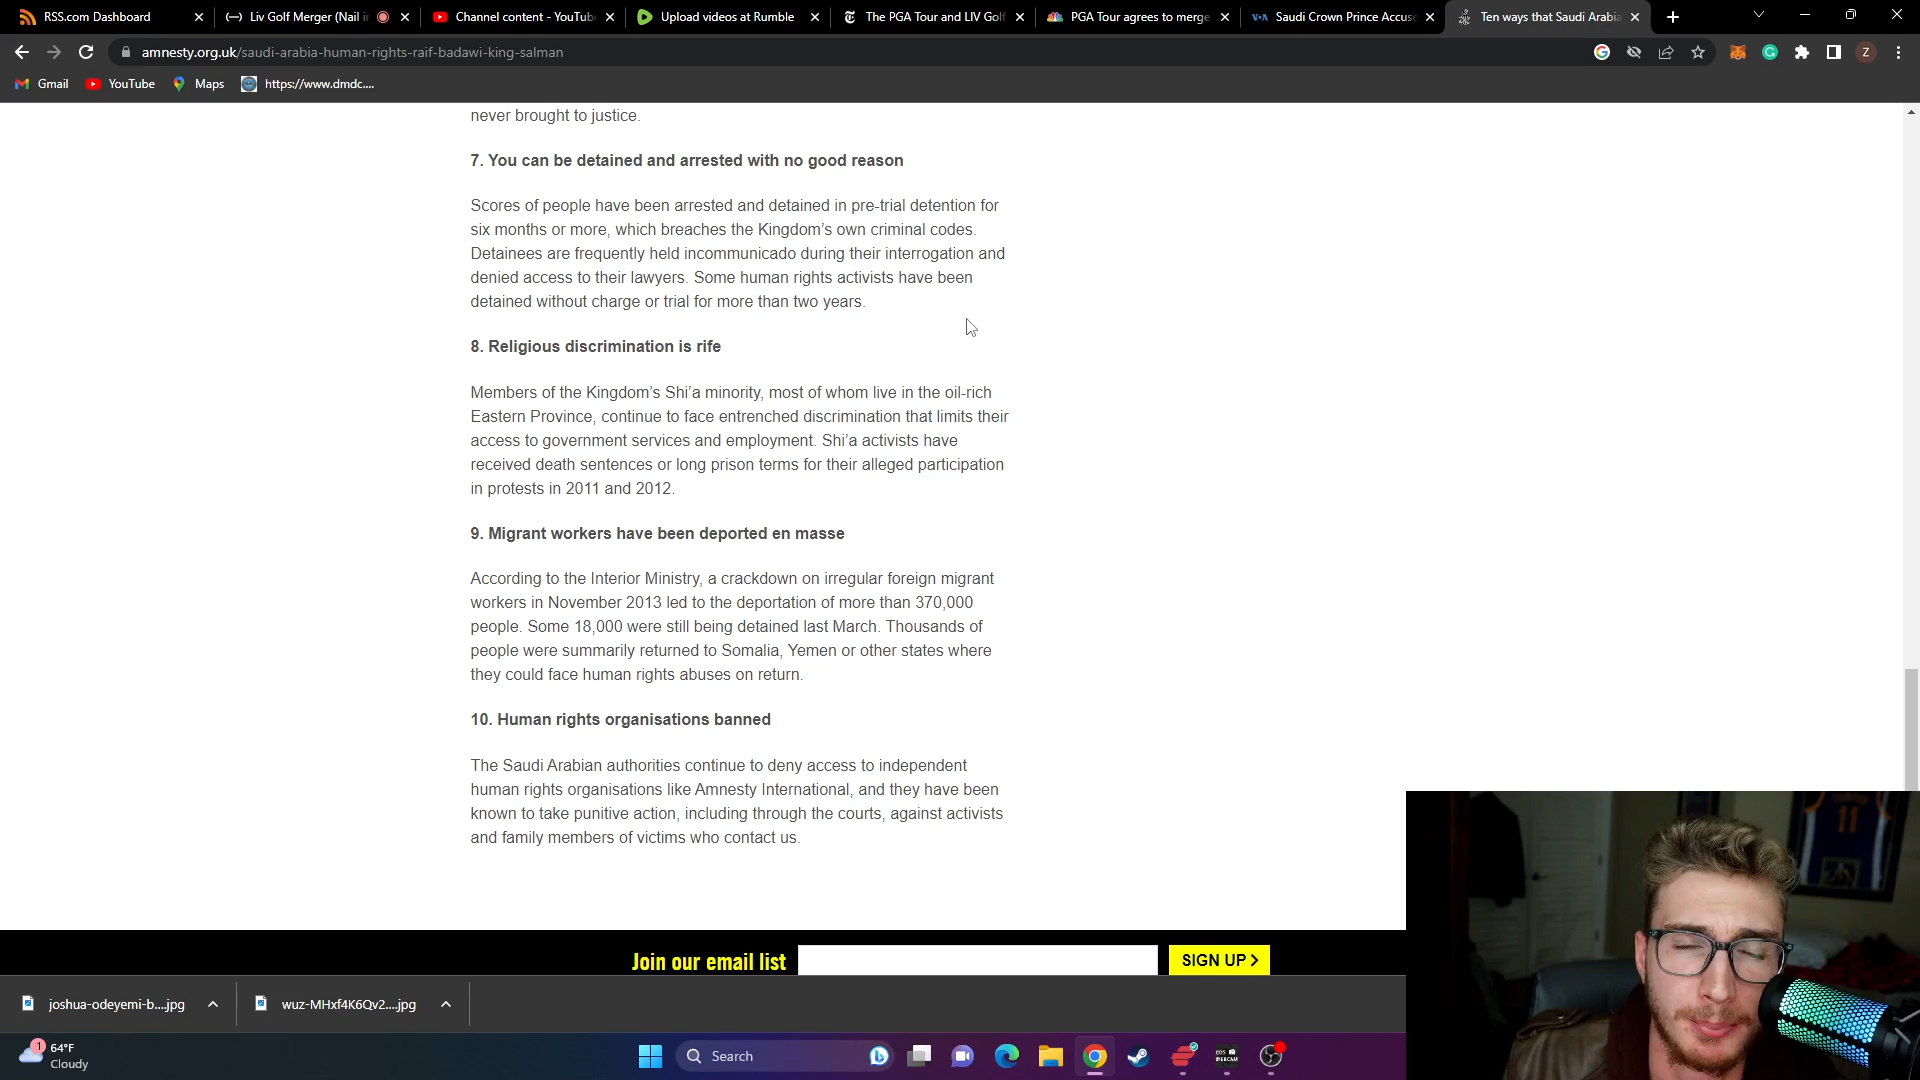 RSS.com Dashboard
Liv Golf Merger (Nail in
Channel content - YouTube
Upload videos at Rumble
The PGA Tour and LIV Golf
PGA Tour agrees to merge
Saudi Crown Prince Accuse
Ten ways that Saudi Arabia
amnesty.org.uk/saudi-arabia-human-rights-raif-badawi-king-salman
Z
Gmail
YouTube
Maps
https://www.dmdc....
never brought to justice.
7. You can be detained and arrested with no good reason
Scores of people have been arrested and detained in pre-trial detention for
six months or more, which breaches the Kingdom's own criminal codes.
Detainees are frequently held incommunicado during their interrogation and
denied access to their lawyers. Some human rights activists have been
detained without charge or trial for more than two years.
8. Religious discrimination is rife
Members of the Kingdom's Shi'a minority, most of whom live in the oil-rich
Eastern Province, continue to face entrenched discrimination that limits their
access to government services and employment. Shi'a activists have
received death sentences or long prison terms for their alleged participation
in protests in 2011 and 2012.
9. Migrant workers have been deported en masse
According to the Interior Ministry, a crackdown on irregular foreign migrant
workers in November 2013 led to the deportation of more than 370,000
people. Some 18,000 were still being detained last March. Thousands of
people were summarily returned to Somalia, Yemen or other states where
they could face human rights abuses on return.
10. Human rights organisations banned
The Saudi Arabian authorities continue to deny access to independent
human rights organisations like Amnesty International, and they have been
known to take punitive action, including through the courts, against activists
and family members of victims who contact us.
11
Join our email list
SIGN UP >
joshua-odeyemi-b....jpg
wuz-MHxf4K6Qv2....jpg
1
64°F
Cloudy
Search
EOS
WEBCAM